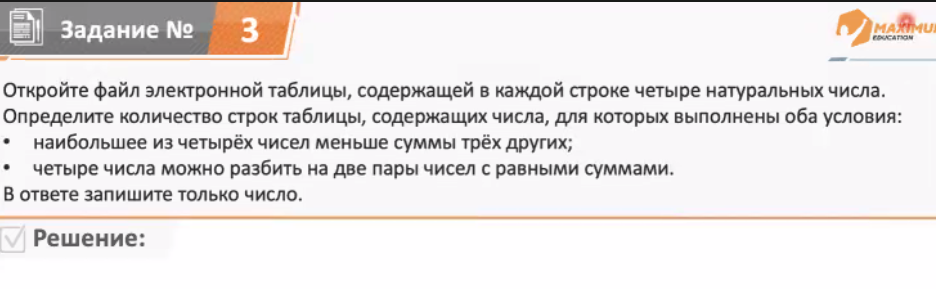 Задание №
3
MAXIMU
EDUCATION
Откройте файл электронной таблицы, содержащей в каждой строке четыре натуральных числа.
Определите количество строк таблицы, содержащих числа, для которых выполнены оба условия:
• наибольшее из четырёх чисел меньше суммы трёх других;
• четыре числа можно разбить на две пары чисел с равными суммами.
В ответе запишите только число.
Решение: